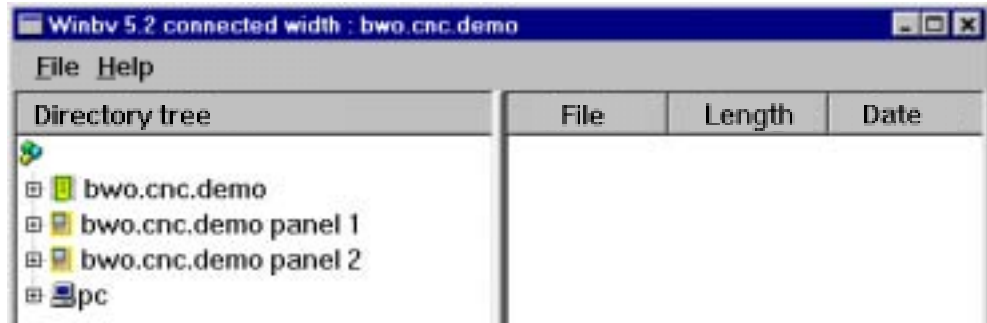 Winbv 5.2 connected width : bwo.cnc.demo
File Help
Directory tree File Length Date
bwo.cnc.demo
bwo.cnc.demo panel 1
bwo.cnc.demo panel 2
pc